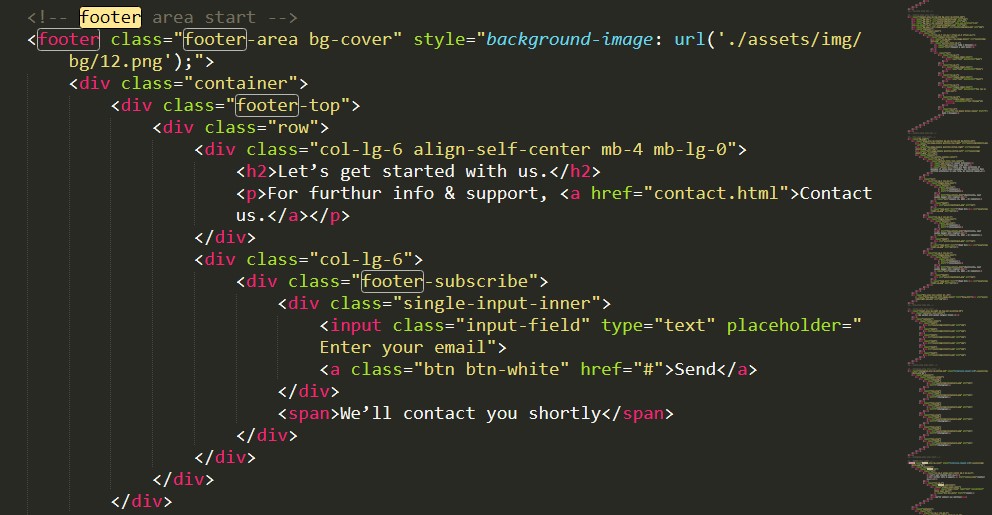 <!-- footer area start -->
<footer class="footer-area bg-cover" style="background-image: url('./assets/img/
bg/12.png');">
<div class="container">
<div class="footer-top">
<div class="row">
<div class="col-lg-6 align-self-center mb-4 mb-lg-0">
<h2>Let’s get started with us.</h2>
<p>For furthur info & support, <a href="contact.html">Contact
us.</a></p>
</div>
<div class="col-lg-6">
<div class="footer-subscribe">
<div class="single-input-inner">
<input class="input-field" type="text" placeholder="
Enter your email">
<a class="btn btn-white" href="#">Send</a>
</div>
<span>We’ll contact you shortly</span>
</div>
</div>
</div>
</div>